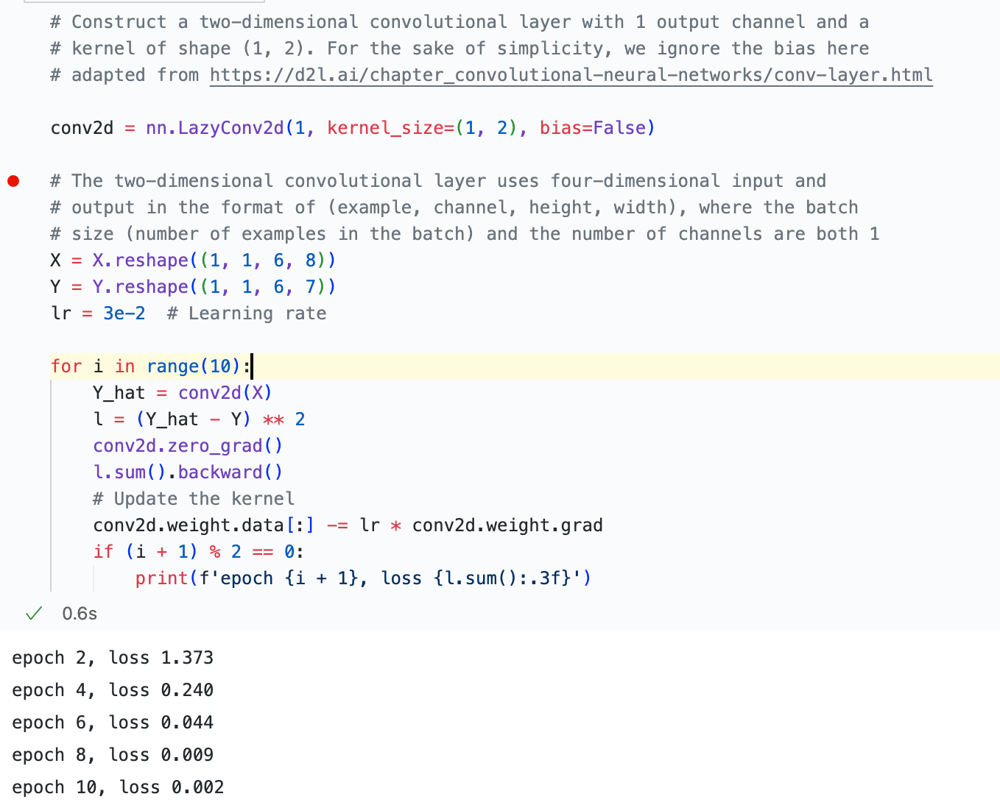 # Construct a two-dimensional convolutional layer with 1 output channel and a
# kernel of shape (1, 2). For the sake of simplicity, we ignore the bias here
# adapted from https://d2l.ai/chapter_convolutional-neural-networks/conv-layer.html
conv2d = nn.LazyConv2d(1, kernel_size=(1, 2), bias=False)
# The two-dimensional convolutional layer uses four-dimensional input and
# output in the format of (example, channel, height, width), where the batch
# size (number of examples in the batch) and the number of channels are both 1
X = X.reshape((1, 1, 6, 8))
Y = Y.reshape((1, 1, 6, 7))
lr = 3e-2  # Learning rate
for i in range(10):
    Y_hat = conv2d(X)
    l = (Y_hat - Y) ** 2
    conv2d.zero_grad()
    l.sum().backward()
    # Update the kernel
    conv2d.weight.data[:] -= lr * conv2d.weight.grad
    if (i + 1) % 2 == 0:
        print(f'epoch {i + 1}, loss {l.sum():.3f}')
0.6s
epoch 2, loss 1.373
epoch 4, loss 0.240
epoch 6, loss 0.044
epoch 8, loss 0.009
epoch 10, loss 0.002